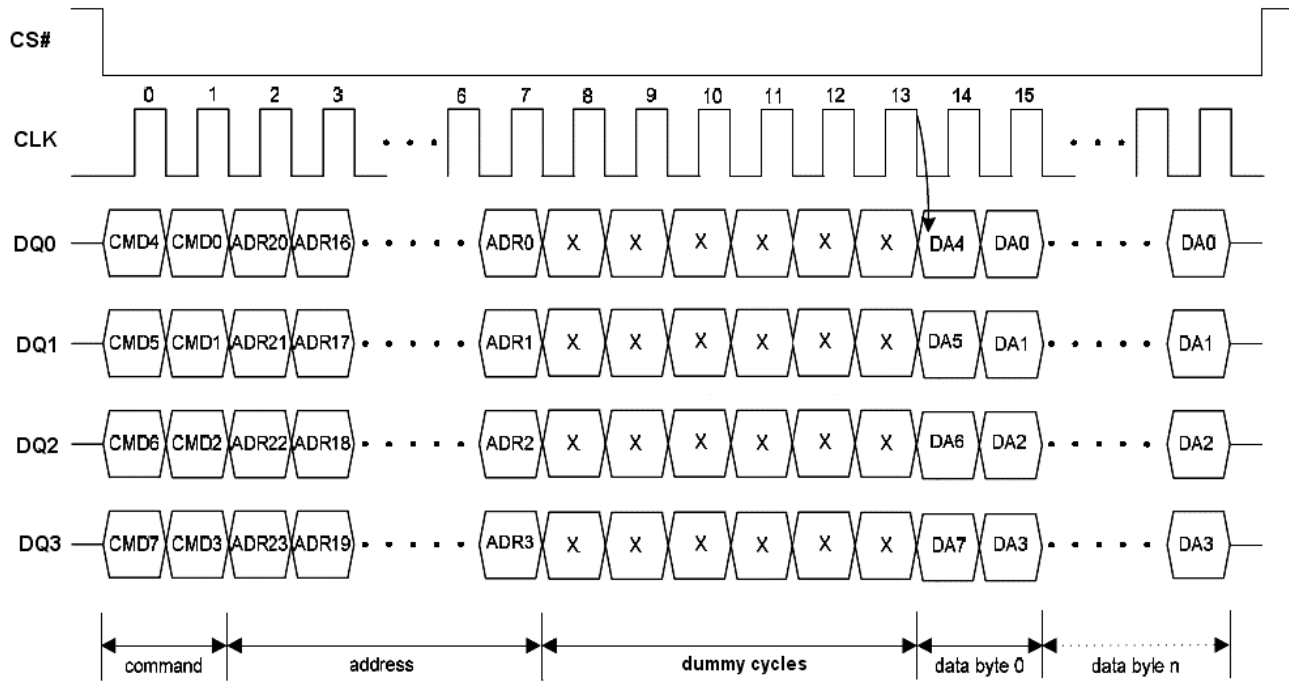 CS#
0 1 2 3 6 7 8 9 10 11 12 13 14 15
CLK
DQ0 CMD4 CMD0 ADR20 ADR16 ADR0 X X X X X X DA4 DA0 DA0
DQ1 CMD5 CMD1 ADR21 ADR17 ADR1 X X X X X X DA5 DA1 DA1
DQ2 CMD6 CMD2 ADR22 ADR18 ADR2 X X X X X X DA6 DA2 DA2
DQ3 CMD7 CMD3 ADR23 ADR19 ADR3 X X X X X X DA7 DA3 DA3
command address dummy cycles data byte 0 data byle n